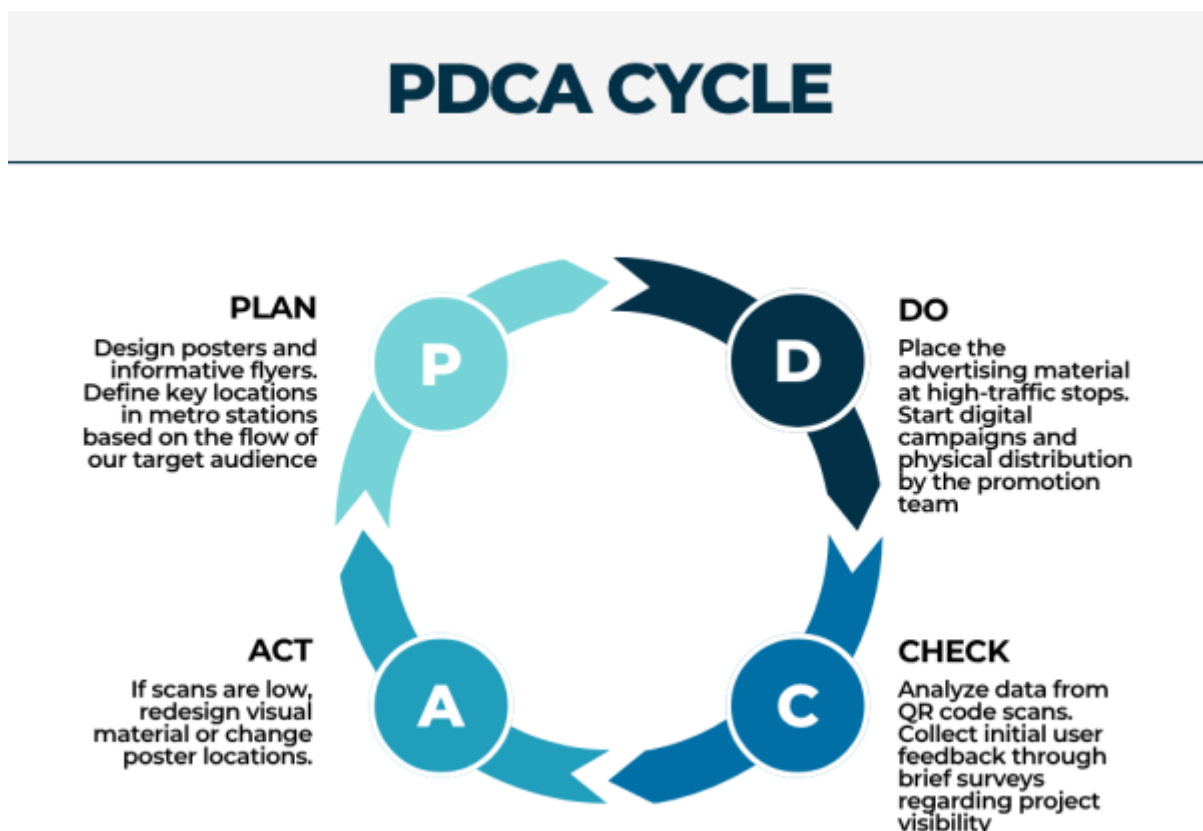 PDCA CYCLE
PLAN
Design posters and
informative flyers.
Define key locations
in metro stations
based on the flow of
our target audience
P
D
DO
Place the
advertising material
at high-traffic stops.
Start digital
campaigns and
physical distribution
by the promotion
team
ACT
If scans are low,
redesign visual
material or change
poster locations.
A
C
CHECK
Analyze data from
QR code scans.
Collect initial user
feedback through
brief surveys
regarding project
visibility